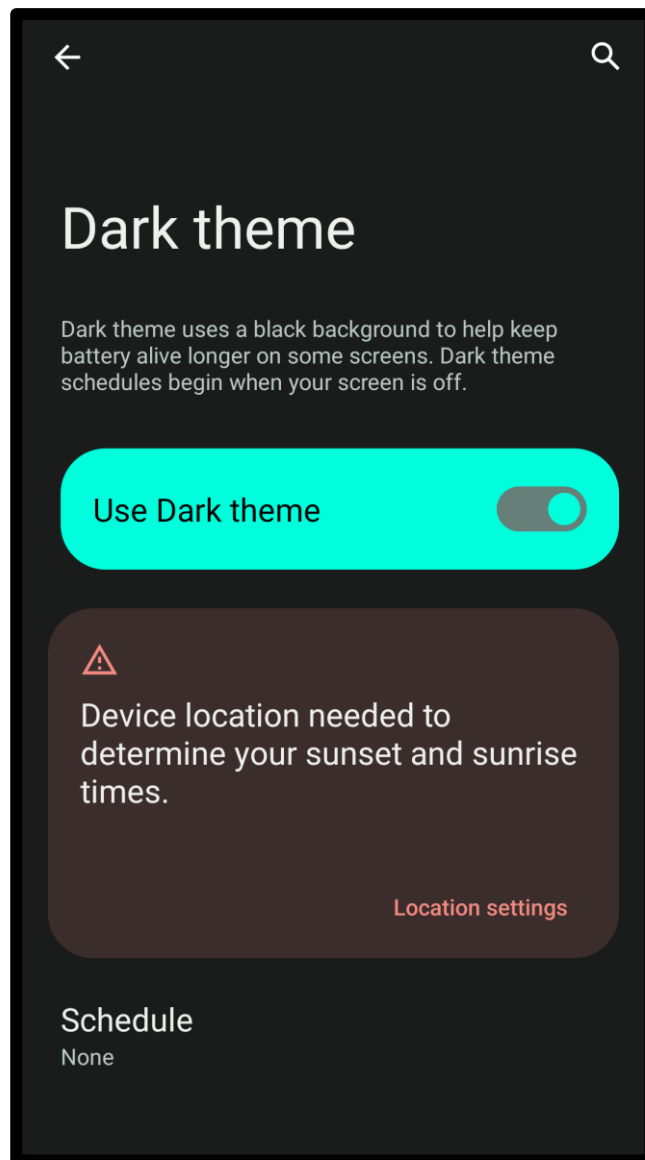 Dark theme
Dark theme uses a black background to help keep
battery alive longer on some screens. Dark theme
schedules begin when your screen is off.
Use Dark theme
Device location needed to
determine your sunset and sunrise
times.
Location settings
Schedule
None